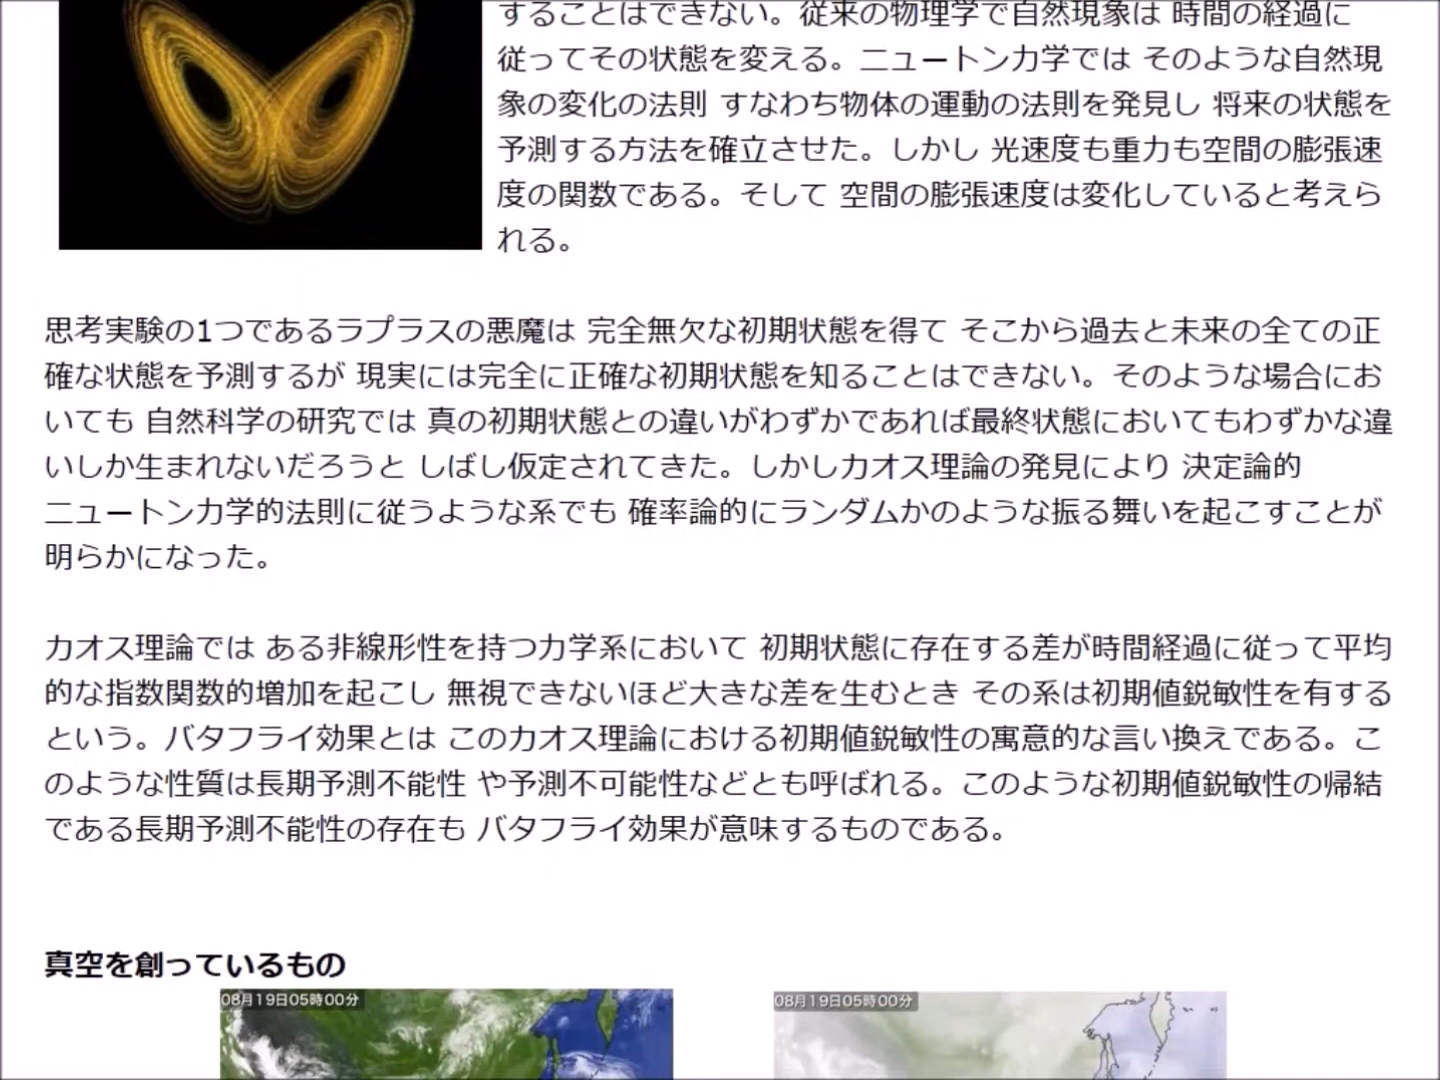 することはできない。従来の物理学で自然現象は 時間の経過に
従ってその状態を変える。ニュートン力学では そのような自然現
象の変化の法則 すなわち物体の運動の法則を発見し 将来の状態を
予測する方法を確立させた。しかし 光速度も重力も空間の膨張速
度の関数である。そして 空間の膨張速度は変化していると考えら
れる。
思考実験の1つであるラプラスの悪魔は 完全無欠な初期状態を得て そこから過去と未来の全ての正
確な状態を予測するが 現実には完全に正確な初期状態を知ることはできない。そのような場合にお
いても 自然科学の研究では 真の初期状態との違いがわずかであれば最終状態においてもわずかな違
いしか生まれないだろうと しばし仮定されてきた。しかしカオス理論の発見により 決定論的
ニュートン力学的法則に従うような系でも 確率論的にランダムかのような振る舞いを起こすことが
明らかになった。
カオス理論では ある非線形性を持つ力学系において 初期状態に存在する差が時間経過に従って平均
的な指数関数的増加を起こし 無視できないほど大きな差を生むとき その系は初期値鋭敏性を有する
という。バタフライ効果とは このカオス理論における初期値鋭敏性の寓意的な言い換えである。こ
のような性質は長期予測不能性 や予測不可能性などとも呼ばれる。このような初期値鋭敏性の帰結
である長期予測不能性の存在も バタフライ効果が意味するものである。
真空を創っているもの
08月19日05時00分
08月19日05時00分